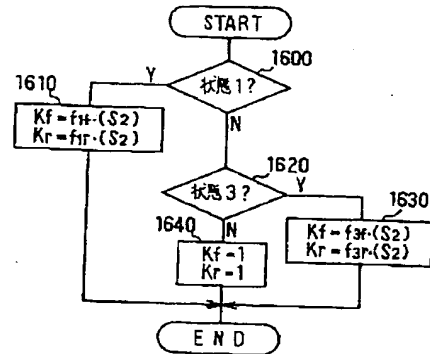 START
1600
状態1?
Y
N
1610
Kf=f1f·(S2)
Kr=f1r·(S2)
1620
状態3?
Y
N
1630
Kf=f3f·(S2)
Kr=f3r·(S2)
1640
Kf=1
Kr=1
END